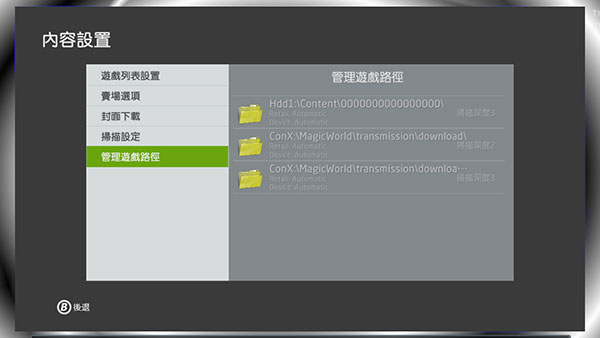 內容設置
遊戲列表設置
賣場選項
封面下載
掃描設定
管理遊戲路徑
管理遊戲路徑
Hdd1:\Content\0000000000000000\
Retail: Automatic
掃描深度3
Devkit: Automatic
ConX:\MagicWorld\transmission\download\
Retail: Automatic
掃描深度2
Devkit: Automatic
ConX:\MagicWorld\transmission\downloa···
Retail: Automatic
掃描深度3
Devkit: Automatic
B 後退